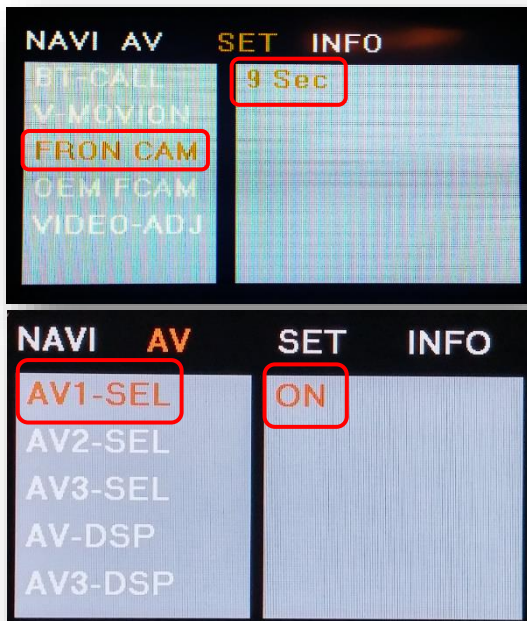 NAVI AV SET INFO
BT-CALL 9 Sec
V-MOVION
FRON CAM
OEM FCAM
VIDEO-ADJ
NAVI AV SET INFO
AV1-SEL ON
AV2-SEL
AV3-SEL
AV-DSP
AV3-DSP